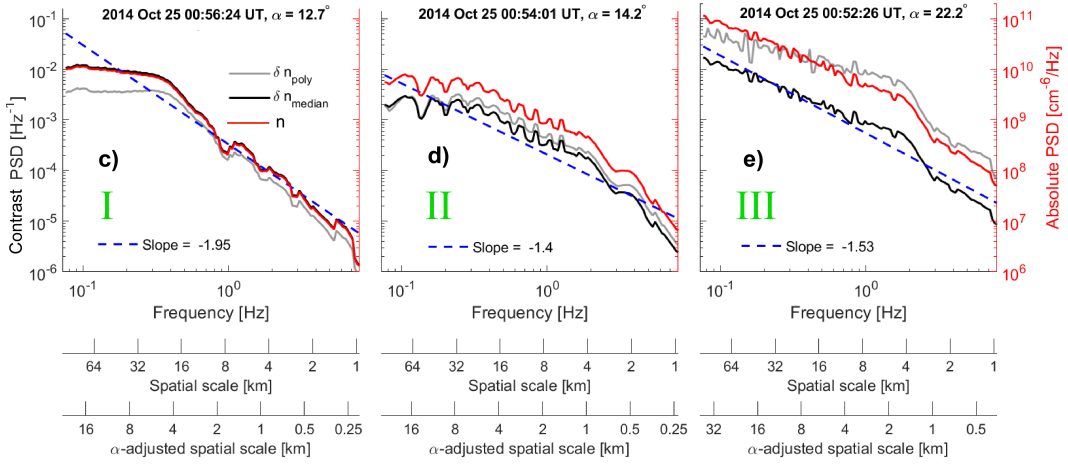 2014 Oct 25 00:56:24 UT, α = 12.7°
2014 Oct 25 00:54:01 UT, α = 14.2°
2014 Oct 25 00:52:26 UT, α = 22.2°
Contrast PSD [Hz⁻¹]
10⁻¹
10⁻²
10⁻³
10⁻⁴
10⁻⁵
10⁻⁶
δ n_poly
δ n_median
n
c)
I
Slope = -1.95
d)
II
Slope = -1.4
e)
III
Slope = -1.53
10¹¹
10¹⁰
10⁹
10⁸
10⁷
10⁶
Absolute PSD [cm⁻⁶/Hz]
10⁻¹ 10⁰
Frequency [Hz]
10⁻¹ 10⁰
Frequency [Hz]
10⁻¹ 10⁰
Frequency [Hz]
64 32 16 8 4 2 1
Spatial scale [km]
64 32 16 8 4 2 1
Spatial scale [km]
64 32 16 8 4 2 1
Spatial scale [km]
16 8 4 2 1 0.5 0.25
α-adjusted spatial scale [km]
16 8 4 2 1 0.5 0.25
α-adjusted spatial scale [km]
32 16 8 4 2 1 0.5
α-adjusted spatial scale [km]